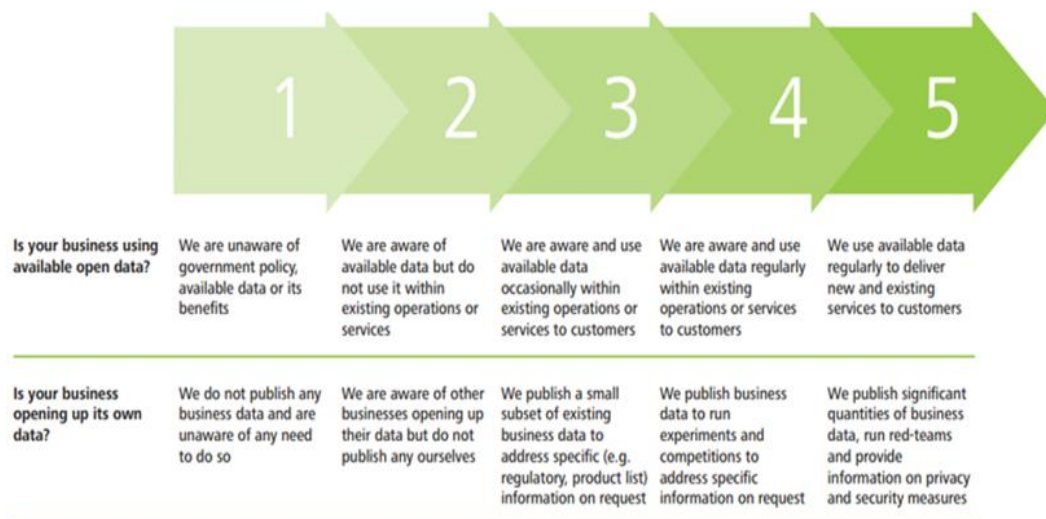 1
2
3
4
5
Is your business using
available open data?
We are unaware of
government policy,
available data or its
benefits
We are aware of
available data but do
not use it within
existing operations or
services
We are aware and use
available data
occasionally within
existing operations or
services to customers
We are aware and use
available data regularly
within existing
operations or services
to customers
We use available data
regularly to deliver
new and existing
services to customers
Is your business
opening up its own
data?
We do not publish any
business data and are
unaware of any need
to do so
We are aware of other
businesses opening up
their data but do not
publish any ourselves
We publish a small
subset of existing
business data to
address specific (e.g.
regulatory, product list)
information on request
We publish business
data to run
experiments and
competitions to
address specific
information on request
We publish significant
quantities of business
data, run red-teams
and provide
information on privacy
and security measures